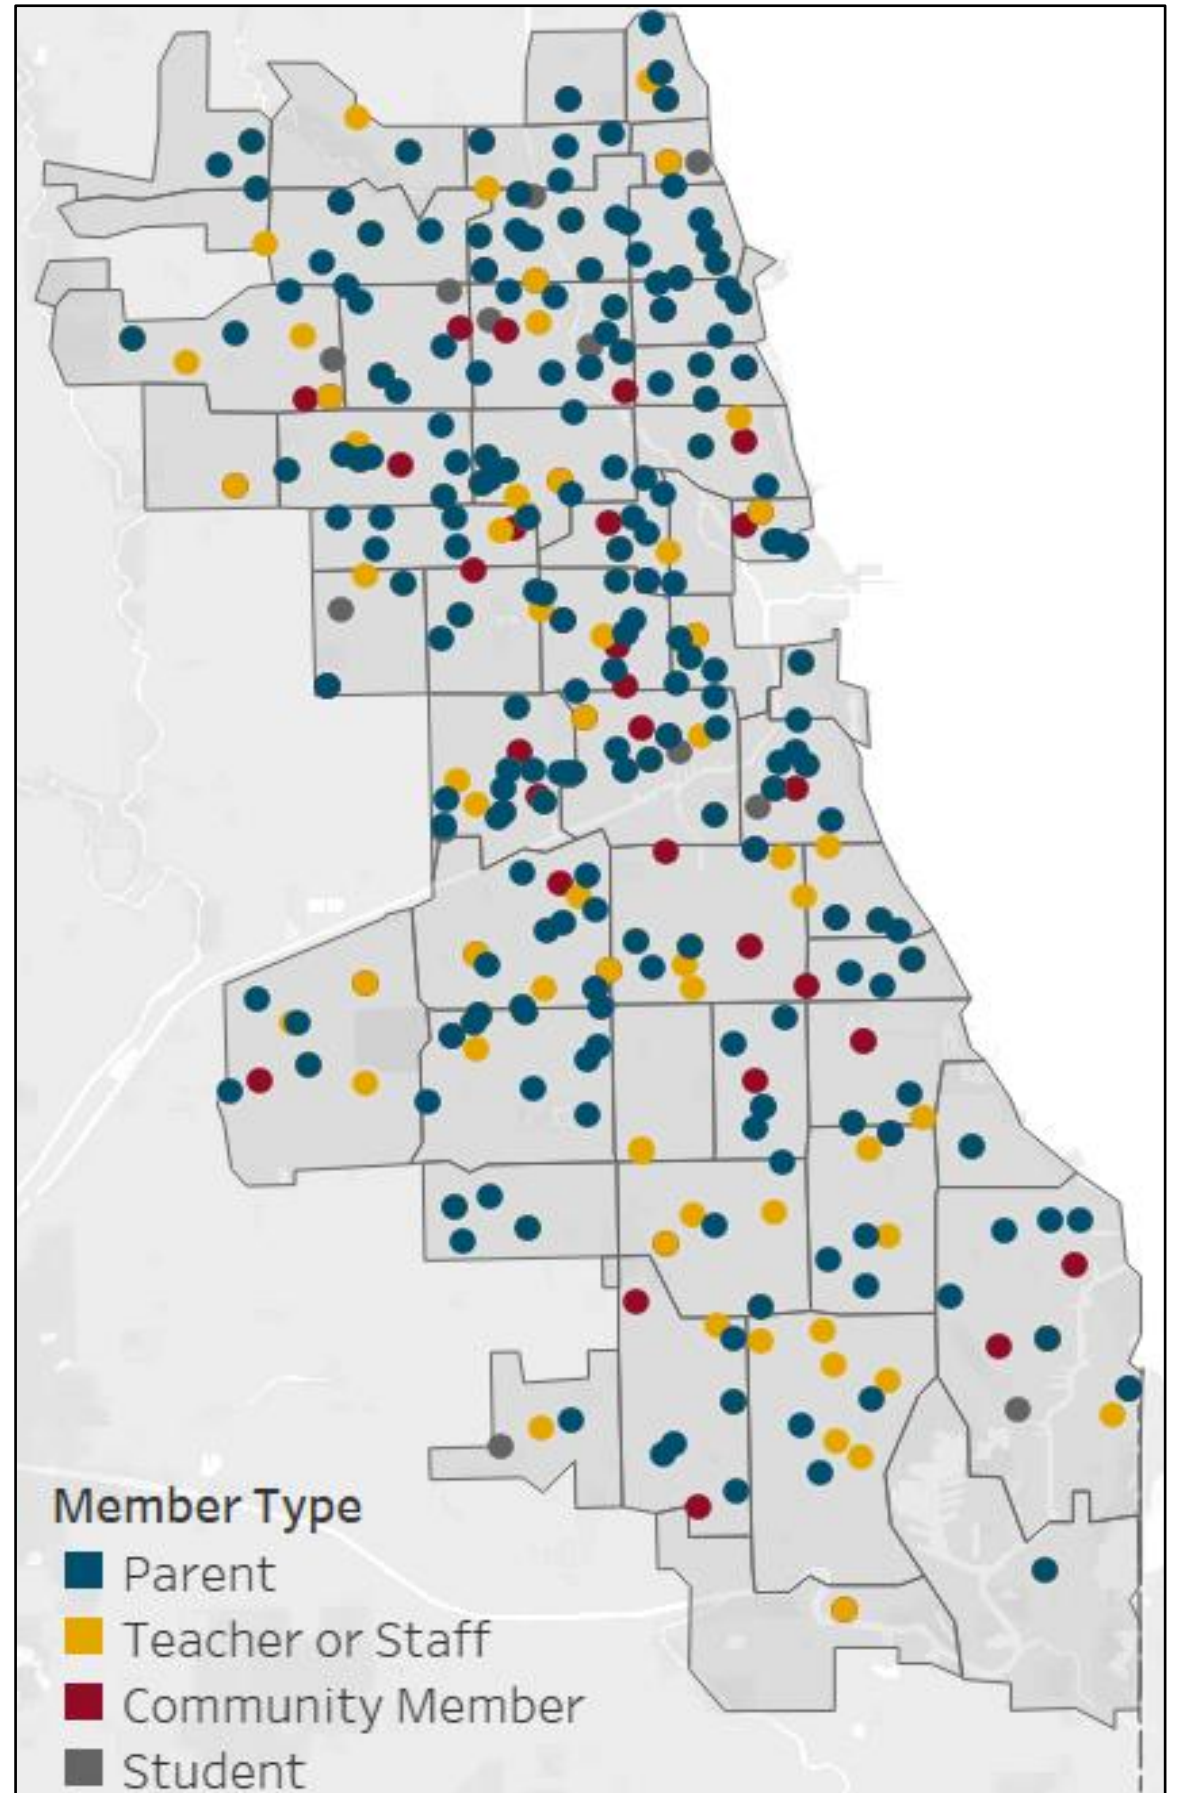 Member Type
Parent
Teacher or Staff
Community Member
Student